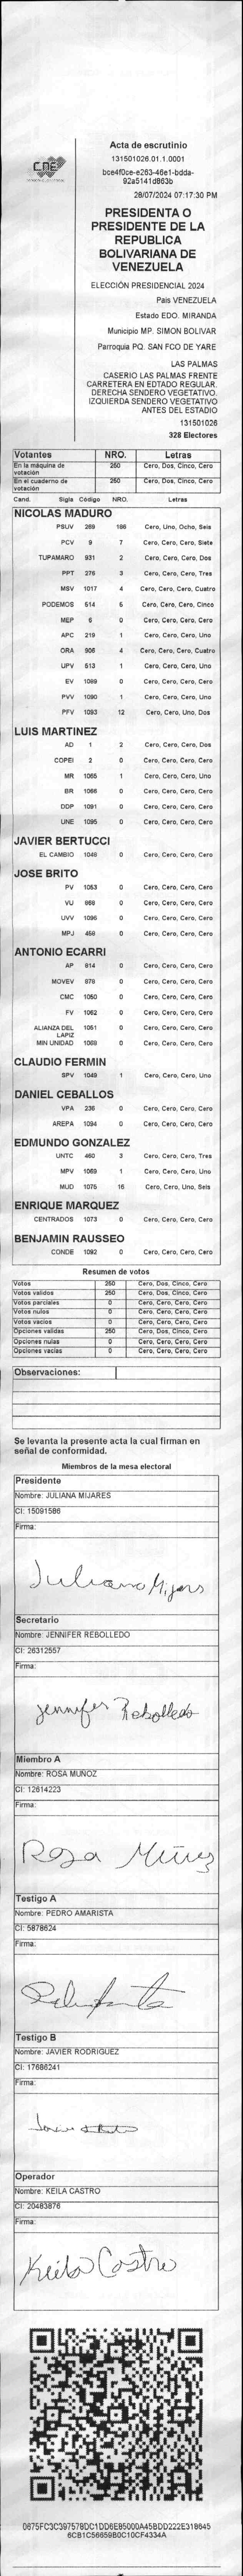 CNE
Acta de escrutinio
131501026.01.1.0001
bce4f0ce-e263-46e1-bdda-
92a5141d863b
28/07/2024 07:17:30 PM
PRESIDENTA O
PRESIDENTE DE LA
REPUBLICA
BOLIVARIANA DE
VENEZUELA
ELECCIÓN PRESIDENCIAL 2024
Pais VENEZUELA
Estado EDO. MIRANDA
Municipio MP. SIMON BOLIVAR
Parroquia PQ. SAN FCO DE YARE
LAS PALMAS
CASERIO LAS PALMAS FRENTE
CARRETERA EN EDTADO REGULAR.
DERECHA SENDERO VEGETATIVO.
IZQUIERDA SENDERO VEGETATIVO
ANTES DEL ESTADIO
131501026
328 Electores
Votantes NRO. Letras
En la máquina de votación 250 Cero, Dos, Cinco, Cero
En el cuaderno de votación 250 Cero, Dos, Cinco, Cero
Cand. Sigla Código NRO. Letras
NICOLAS MADURO
PSUV 269 186 Cero, Uno, Ocho, Seis
PCV 9 7 Cero, Cero, Cero, Siete
TUPAMARO 931 2 Cero, Cero, Cero, Dos
PPT 276 3 Cero, Cero, Cero, Tres
MSV 1017 4 Cero, Cero, Cero, Cuatro
PODEMOS 514 5 Cero, Cero, Cero, Cinco
MEP 6 0 Cero, Cero, Cero, Cero
APC 219 1 Cero, Cero, Cero, Uno
ORA 906 4 Cero, Cero, Cero, Cuatro
UPV 513 1 Cero, Cero, Cero, Uno
EV 1089 0 Cero, Cero, Cero, Cero
PVV 1090 1 Cero, Cero, Cero, Uno
PFV 1093 12 Cero, Cero, Uno, Dos
LUIS MARTINEZ
AD 1 2 Cero, Cero, Cero, Dos
COPEI 2 0 Cero, Cero, Cero, Cero
MR 1065 1 Cero, Cero, Cero, Uno
BR 1066 0 Cero, Cero, Cero, Cero
DDP 1091 0 Cero, Cero, Cero, Cero
UNE 1095 0 Cero, Cero, Cero, Cero
JAVIER BERTUCCI
EL CAMBIO 1048 0 Cero, Cero, Cero, Cero
JOSE BRITO
PV 1053 0 Cero, Cero, Cero, Cero
VU 868 0 Cero, Cero, Cero, Cero
UVV 1096 0 Cero, Cero, Cero, Cero
MPJ 458 0 Cero, Cero, Cero, Cero
ANTONIO ECARRI
AP 814 0 Cero, Cero, Cero, Cero
MOVEV 878 0 Cero, Cero, Cero, Cero
CMC 1050 0 Cero, Cero, Cero, Cero
FV 1062 0 Cero, Cero, Cero, Cero
ALIANZA DEL LAPIZ 1051 0 Cero, Cero, Cero, Cero
MIN UNIDAD 1068 0 Cero, Cero, Cero, Cero
CLAUDIO FERMIN
SPV 1049 1 Cero, Cero, Cero, Uno
DANIEL CEBALLOS
VPA 236 0 Cero, Cero, Cero, Cero
AREPA 1094 0 Cero, Cero, Cero, Cero
EDMUNDO GONZALEZ
UNTC 460 3 Cero, Cero, Cero, Tres
MPV 1069 1 Cero, Cero, Cero, Uno
MUD 1075 16 Cero, Cero, Uno, Seis
ENRIQUE MARQUEZ
CENTRADOS 1073 0 Cero, Cero, Cero, Cero
BENJAMIN RAUSSEO
CONDE 1092 0 Cero, Cero, Cero, Cero
Resumen de votos
Votos 250 Cero, Dos, Cinco, Cero
Votos validos 250 Cero, Dos, Cinco, Cero
Votos parciales 0 Cero, Cero, Cero, Cero
Votos nulos 0 Cero, Cero, Cero, Cero
Votos vacios 0 Cero, Cero, Cero, Cero
Opciones validas 250 Cero, Dos, Cinco, Cero
Opciones nulas 0 Cero, Cero, Cero, Cero
Opciones vacias 0 Cero, Cero, Cero, Cero
Observaciones:
Se levanta la presente acta la cual firman en
señal de conformidad.
Miembros de la mesa electoral
Presidente
Nombre: JULIANA MIJARES
CI: 15091586
Firma:
Juliana Mijares
Secretario
Nombre: JENNIFER REBOLLEDO
CI: 26312557
Firma:
Jennifer Rebolledo
Miembro A
Nombre: ROSA MUNOZ
CI: 12614223
Firma:
Rosa Muñoz
Testigo A
Nombre: PEDRO AMARISTA
CI: 5878624
Firma:
Testigo B
Nombre: JAVIER RODRIGUEZ
CI: 17686241
Firma:
Operador
Nombre: KEILA CASTRO
CI: 20483876
Firma:
Keila Castro
0675FC3C397578DC1DD6E85000A45BDD222E318645
6CB1C56659B0C10CF4334A